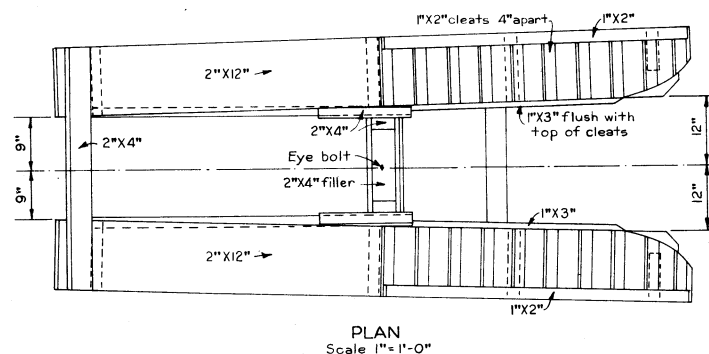 1"X2" cleats 4" apart
1"X2"
2"X12"
2"X4"
1"X3" flush with
top of cleats
9"
2"X4"
12"
Eye bolt
2"X4" filler
9"
12"
1"X3"
2"X12"
1"X2"
PLAN
Scale 1"=1'-0"